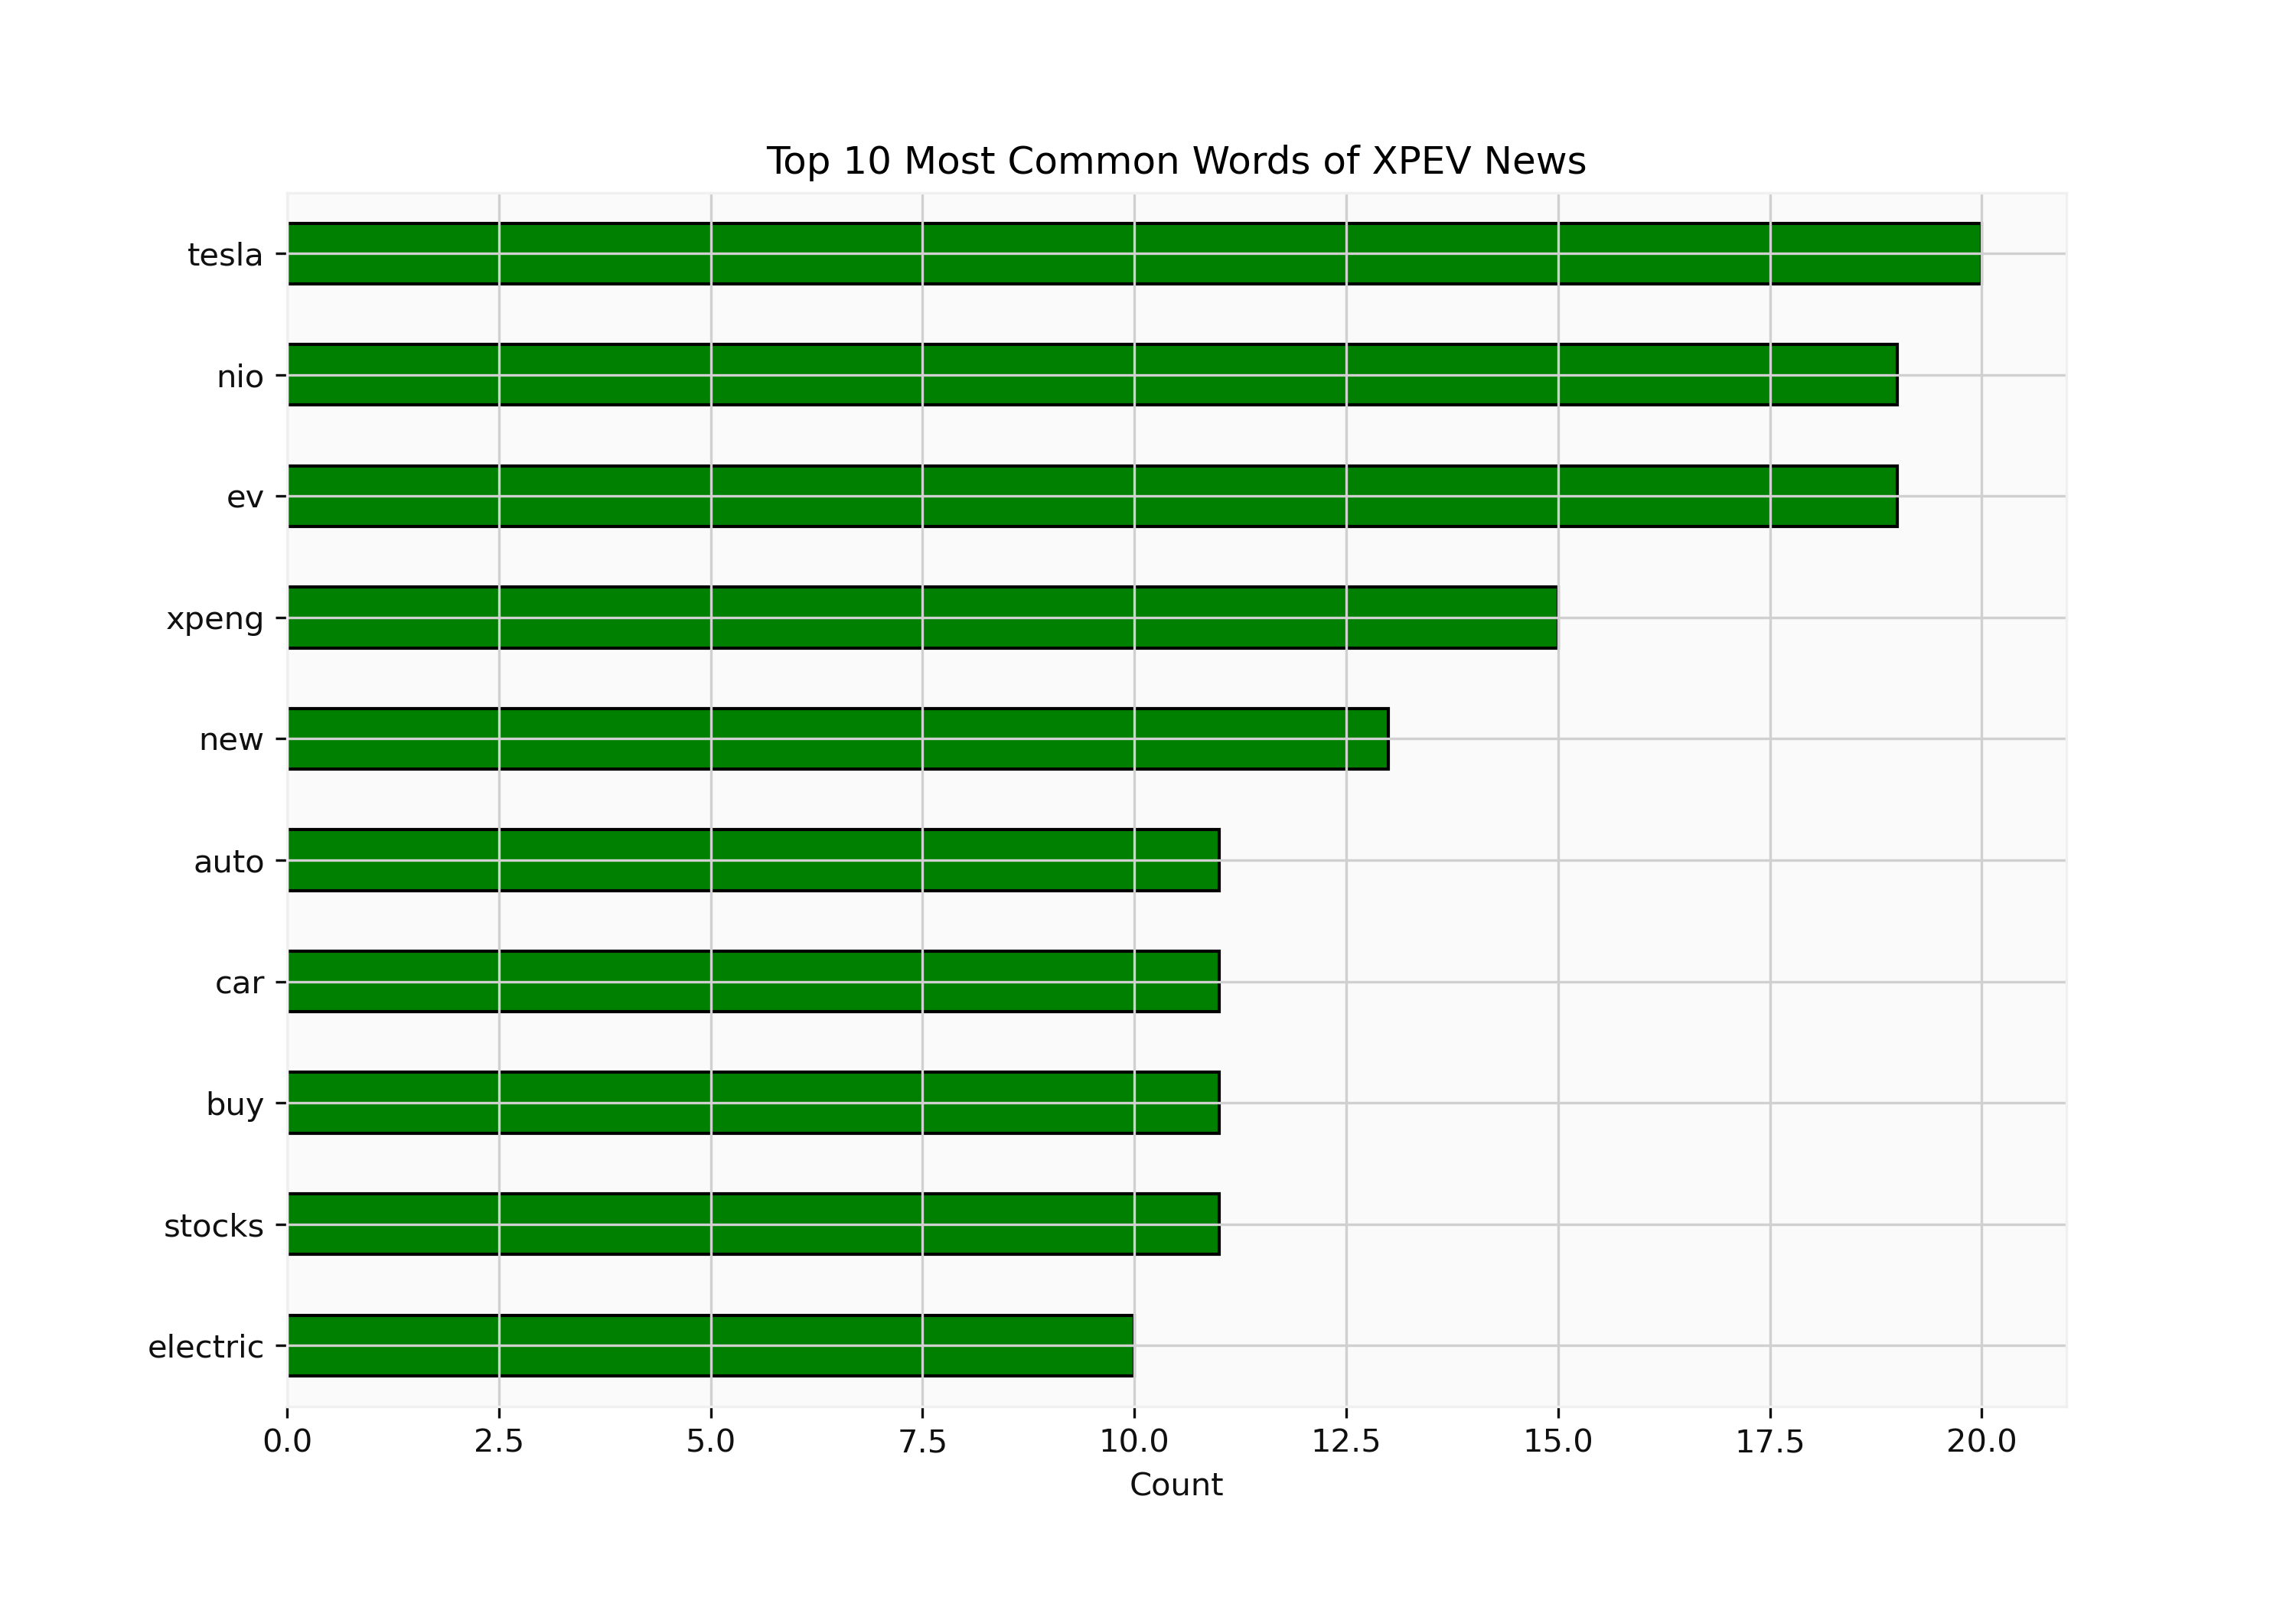 Top 10 Most Common Words of XPEV News
tesla
nio
ev
xpeng
new
auto
car
buy
stocks
electric
0.0 2.5 5.0 7.5 10.0 12.5 15.0 17.5 20.0
Count